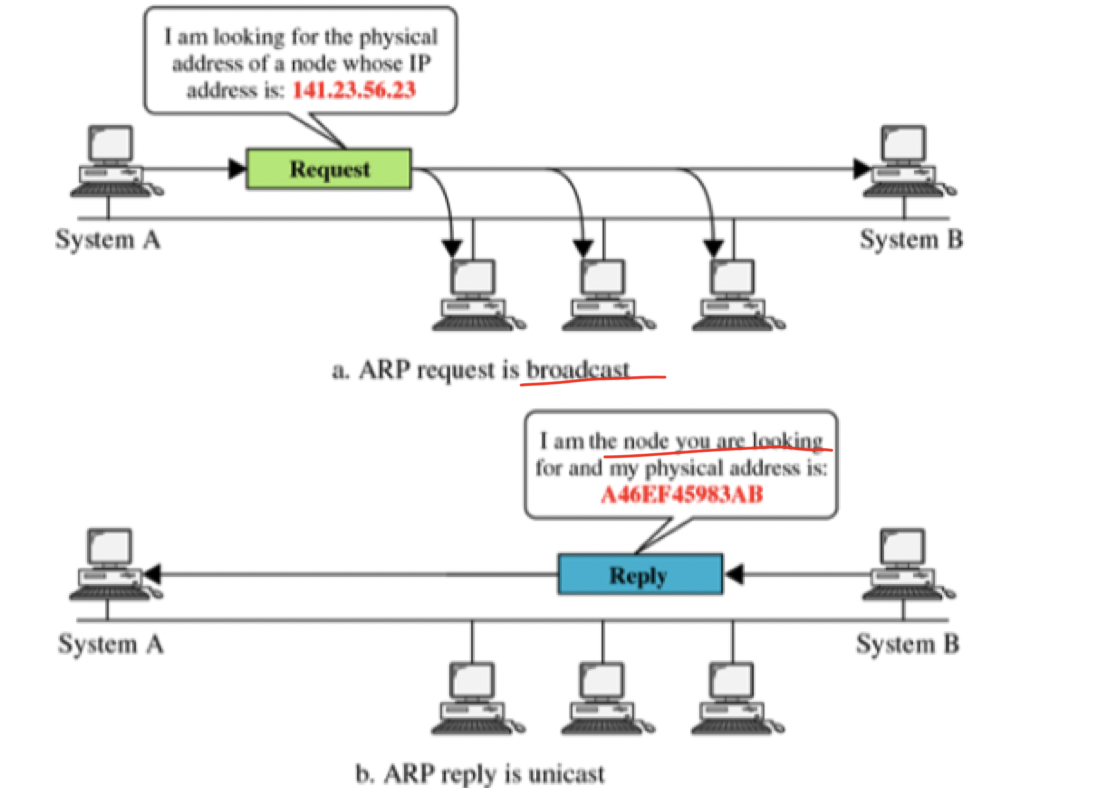 I am looking for the physical
address of a node whose IP
address is: 141.23.56.23
Request
System A
System B
a. ARP request is broadcast
I am the node you are looking
for and my physical address is:
A46EF45983AB
Reply
System A
System B
b. ARP reply is unicast